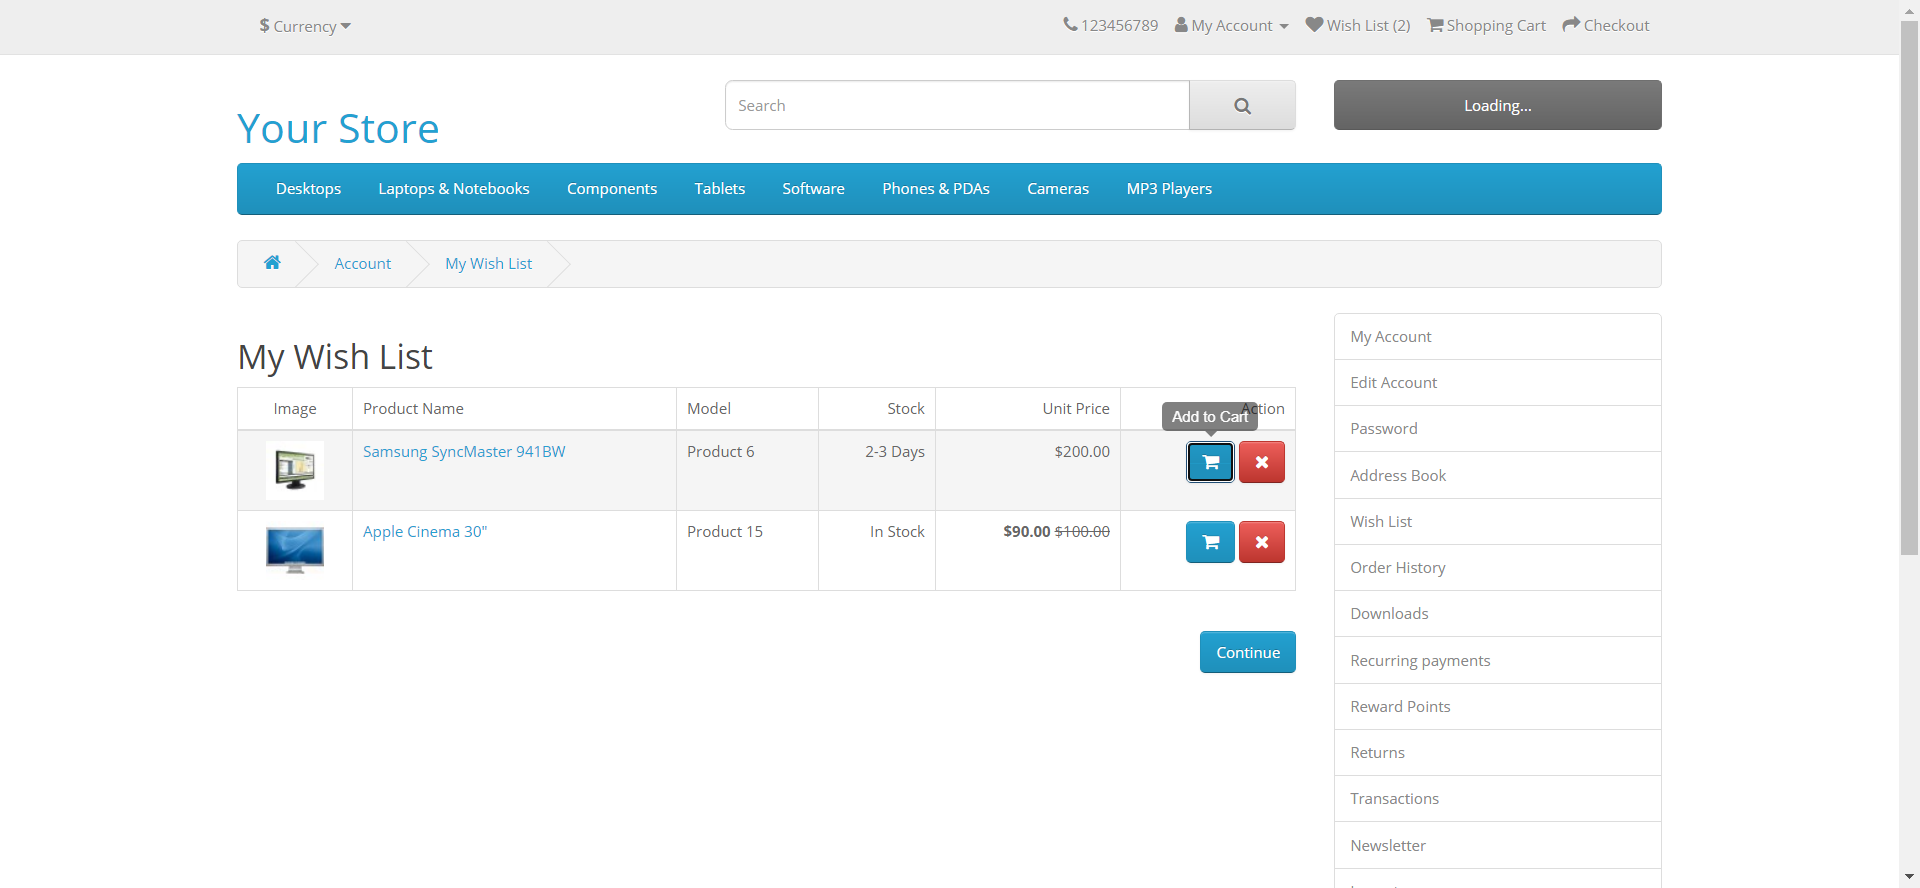 $ Currency
123456789 My Account Wish List (2) Shopping Cart Checkout
Your Store
Search
Loading...
Desktops Laptops & Notebooks Components Tablets Software Phones & PDAs Cameras MP3 Players
Account My Wish List
My Wish List
Image Product Name Model Stock Unit Price Action
Add to Cart
Samsung SyncMaster 941BW Product 6 2-3 Days $200.00
Apple Cinema 30" Product 15 In Stock $90.00 $100.00
Continue
My Account
Edit Account
Password
Address Book
Wish List
Order History
Downloads
Recurring payments
Reward Points
Returns
Transactions
Newsletter